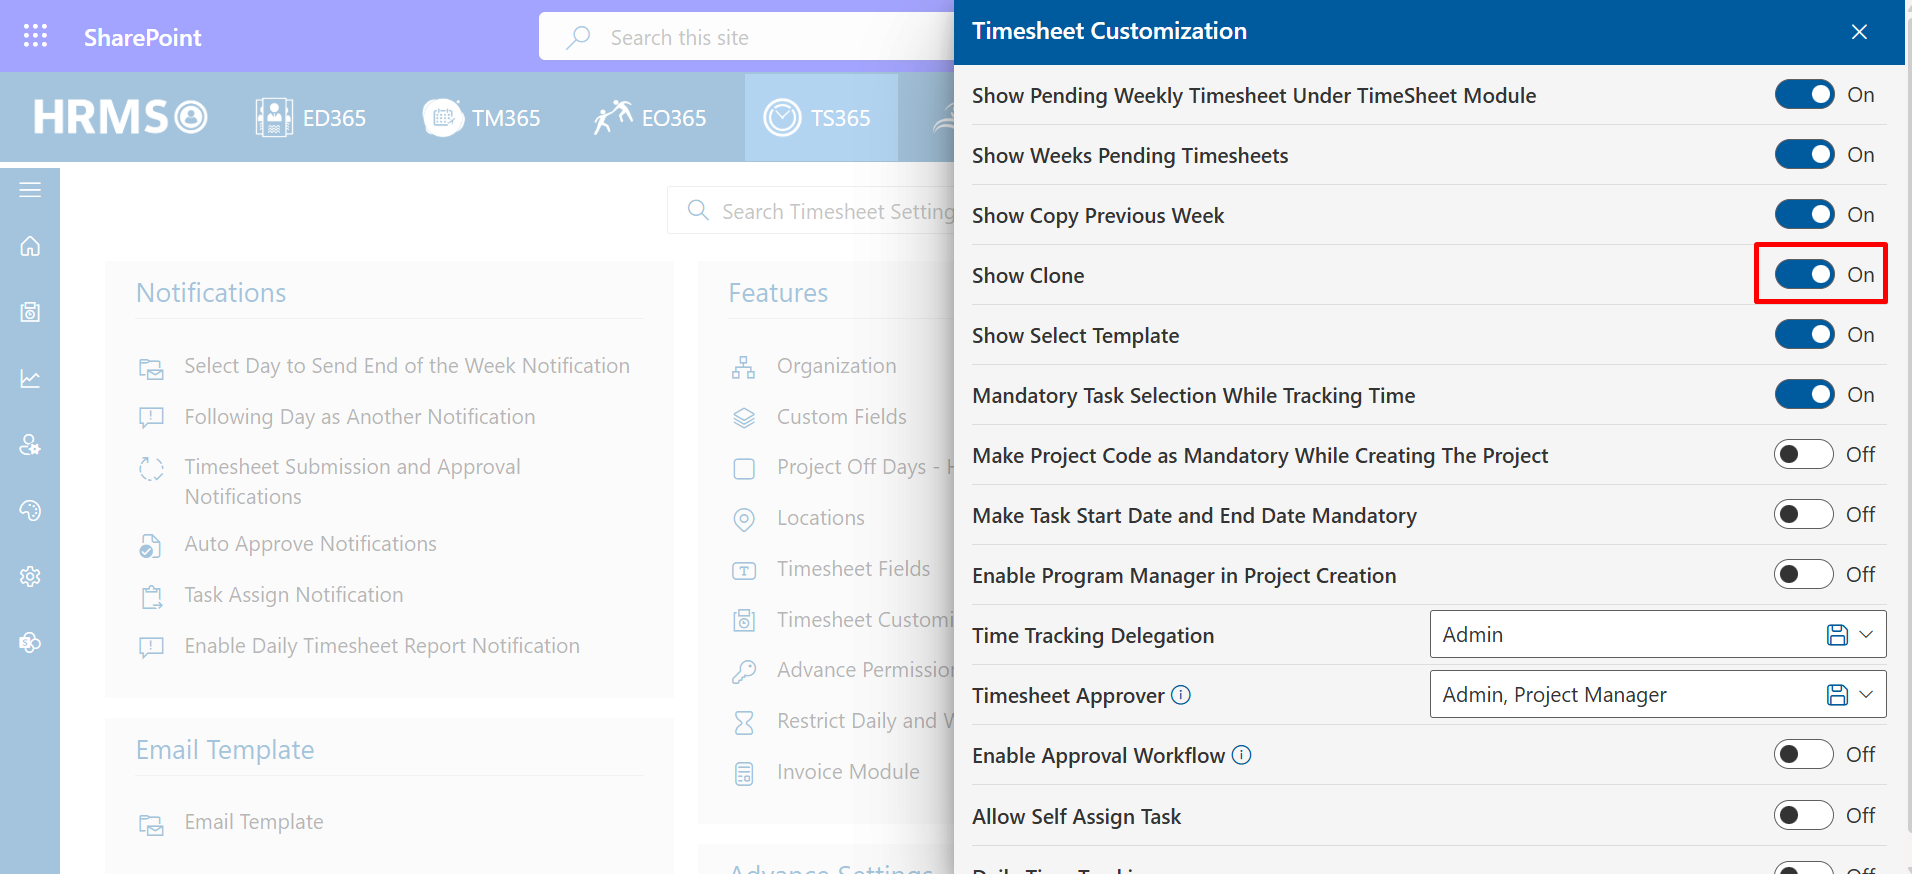 SharePoint
Search this site
HRMS
ED365
TM365
EO365
TS365
Search Timesheet Setting
Notifications
Select Day to Send End of the Week Notification
Following Day as Another Notification
Timesheet Submission and Approval
Notifications
Auto Approve Notifications
Task Assign Notification
Enable Daily Timesheet Report Notification
Email Template
Email Template
Features
Organization
Custom Fields
Project Off Days -
Locations
Timesheet Fields
Timesheet Customi
Advance Permission
Restrict Daily and
Invoice Module
Advance Settings
Timesheet Customization
Show Pending Weekly Timesheet Under TimeSheet Module On
Show Weeks Pending Timesheets On
Show Copy Previous Week On
Show Clone On
Show Select Template On
Mandatory Task Selection While Tracking Time On
Make Project Code as Mandatory While Creating The Project Off
Make Task Start Date and End Date Mandatory Off
Enable Program Manager in Project Creation Off
Time Tracking Delegation Admin
Timesheet Approver Admin, Project Manager
Enable Approval Workflow Off
Allow Self Assign Task Off
Off